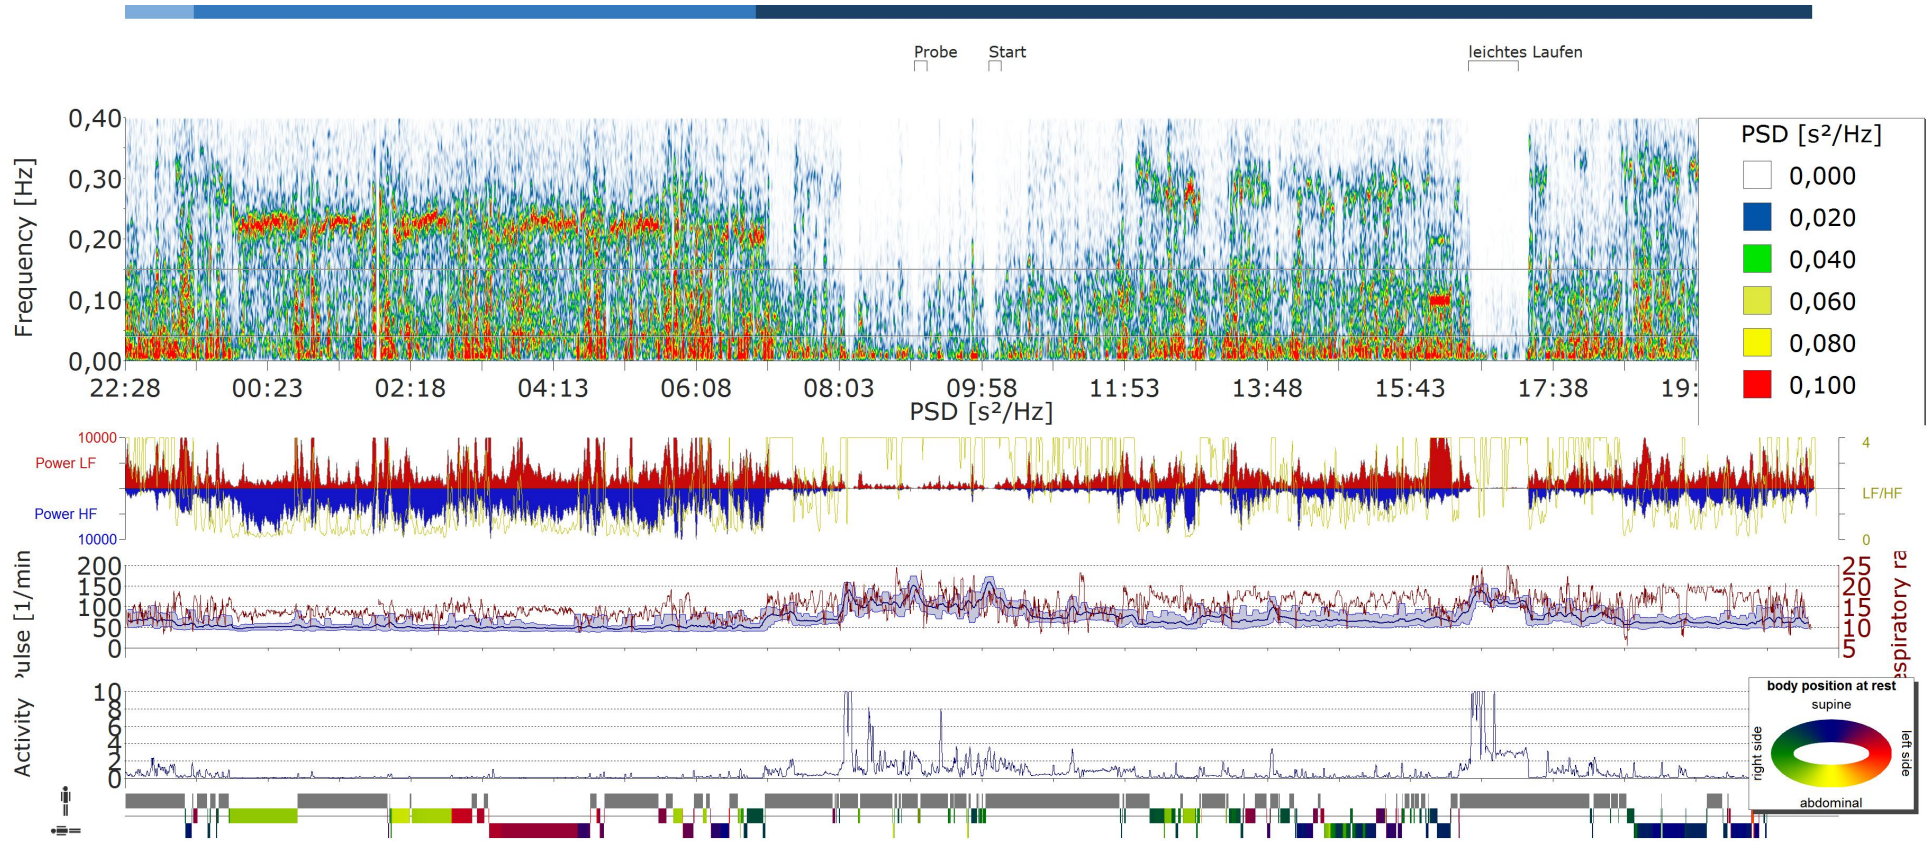 Probe
Start
leichtes Laufen
Frequency [Hz]
0,40
0,30
0,20
0,10
0,00
22:28
00:23
02:18
04:13
06:08
08:03
09:58
11:53
13:48
15:43
17:38
19:
PSD [s²/Hz]
PSD [s²/Hz]
0,000
0,020
0,040
0,060
0,080
0,100
10000
Power LF
Power HF
10000
4
LF/HF
0
ulse [1/min
200
150
100
50
0
25
20
15
10
5
espiratory ra
Activity
10
8
6
4
2
0
body position at rest
supine
right side
left side
abdominal